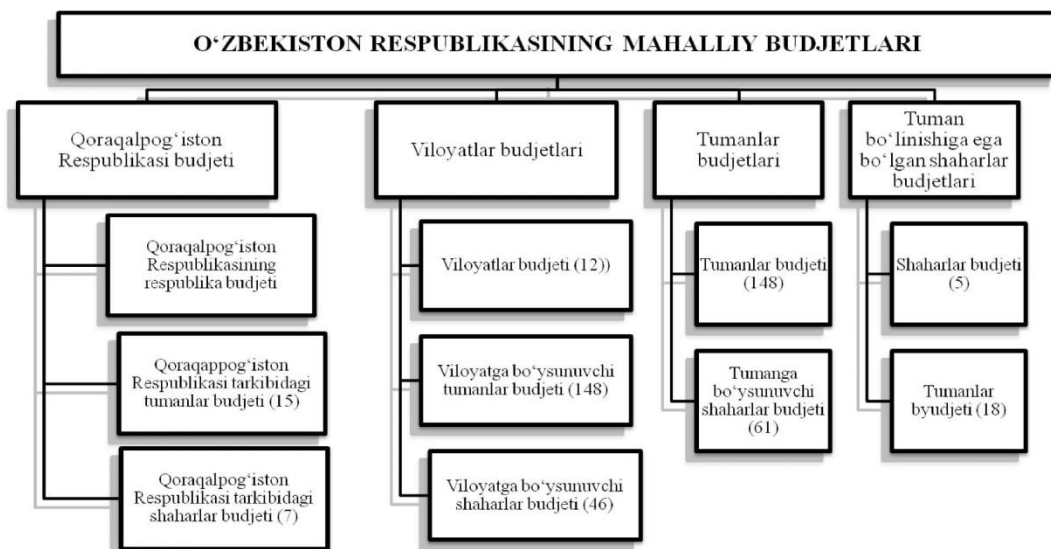 O‘ZBEKISTON RESPUBLIKASINING MAHALLIY BUDJETLARI
Qoraqalpog‘iston
Respublikasi budjeti
Qoraqalpog‘iston
Respublikasining
respublika budjeti
Qoraqappog‘iston
Respublikasi tarkibidagi
tumanlar budjeti (15)
Qoraqalpog‘iston
Respublikasi tarkibidagi
shaharlar budjeti (7)
Viloyatlar budjetlari
Viloyatlar budjeti (12))
Viloyatga bo‘ysunuvchi
tumanlar budjeti (148)
Viloyatga bo‘ysunuvchi
shaharlar budjeti (46)
Tumanlar
budjetlari
Tumanlar budjeti
(148)
Tumanga
bo‘ysunuvchi
shaharlar budjeti
(61)
Tuman
bo‘linishiga ega
bo‘lgan shaharlar
budjetlari
Shaharlar budjeti
(5)
Tumanlar
byudjeti (18)